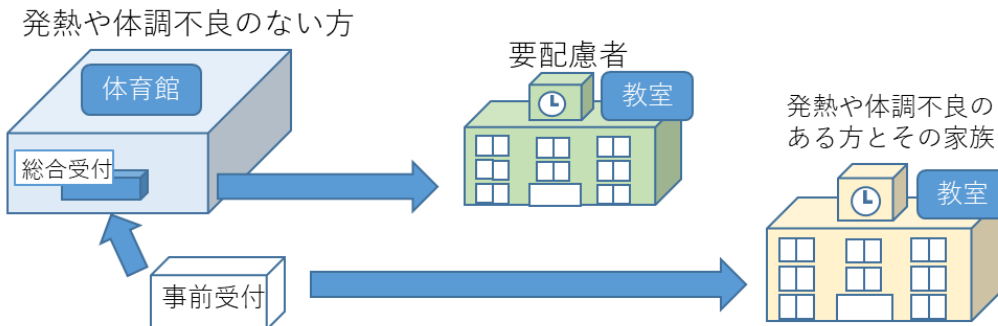 発熱や体調不良のない方
体育館
総合受付
事前受付
要配慮者
教室
発熱や体調不良の
ある方とその家族
教室